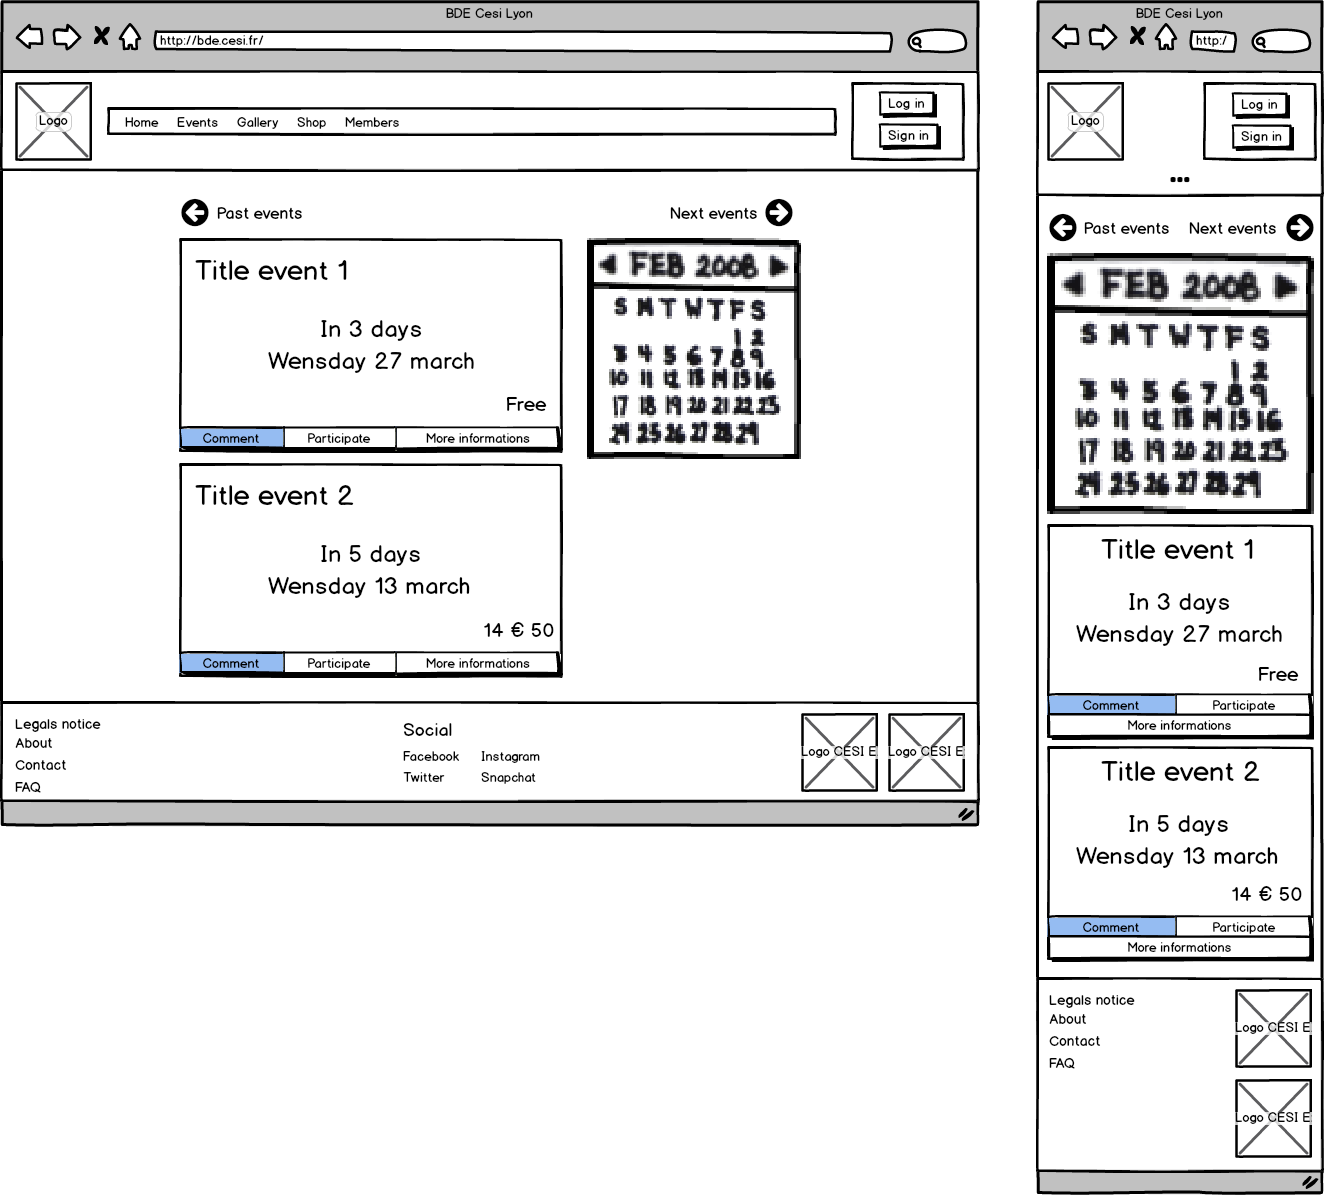 BDE Cesi Lyon
http://bde.cesi.fr/
Logo
Home Events Gallery Shop Members
Log in
Sign in
Past events
Next events
Title event 1
In 3 days
Wensday 27 march
Free
Comment Participate More informations
FEB 2008
S M T W T F S
1 2
3 4 5 6 7 8 9
10 11 12 13 14 15 16
17 18 19 20 21 22 23
24 25 26 27 28 29
Title event 2
In 5 days
Wensday 13 march
14 € 50
Comment Participate More informations
Legals notice
About
Contact
FAQ
Social
Facebook Instagram
Twitter Snapchat
Logo CESI E
Logo CESI E
BDE Cesi Lyon
http:/
Logo
Log in
Sign in
...
Past events Next events
FEB 2008
S M T W T F S
1 2
3 4 5 6 7 8 9
10 11 12 13 14 15 16
17 18 19 20 21 22 23
24 25 26 27 28 29
Title event 1
In 3 days
Wensday 27 march
Free
Comment Participate
More informations
Title event 2
In 5 days
Wensday 13 march
14 € 50
Comment Participate
More informations
Legals notice
About
Contact
FAQ
Logo CESI E
Logo CESI E